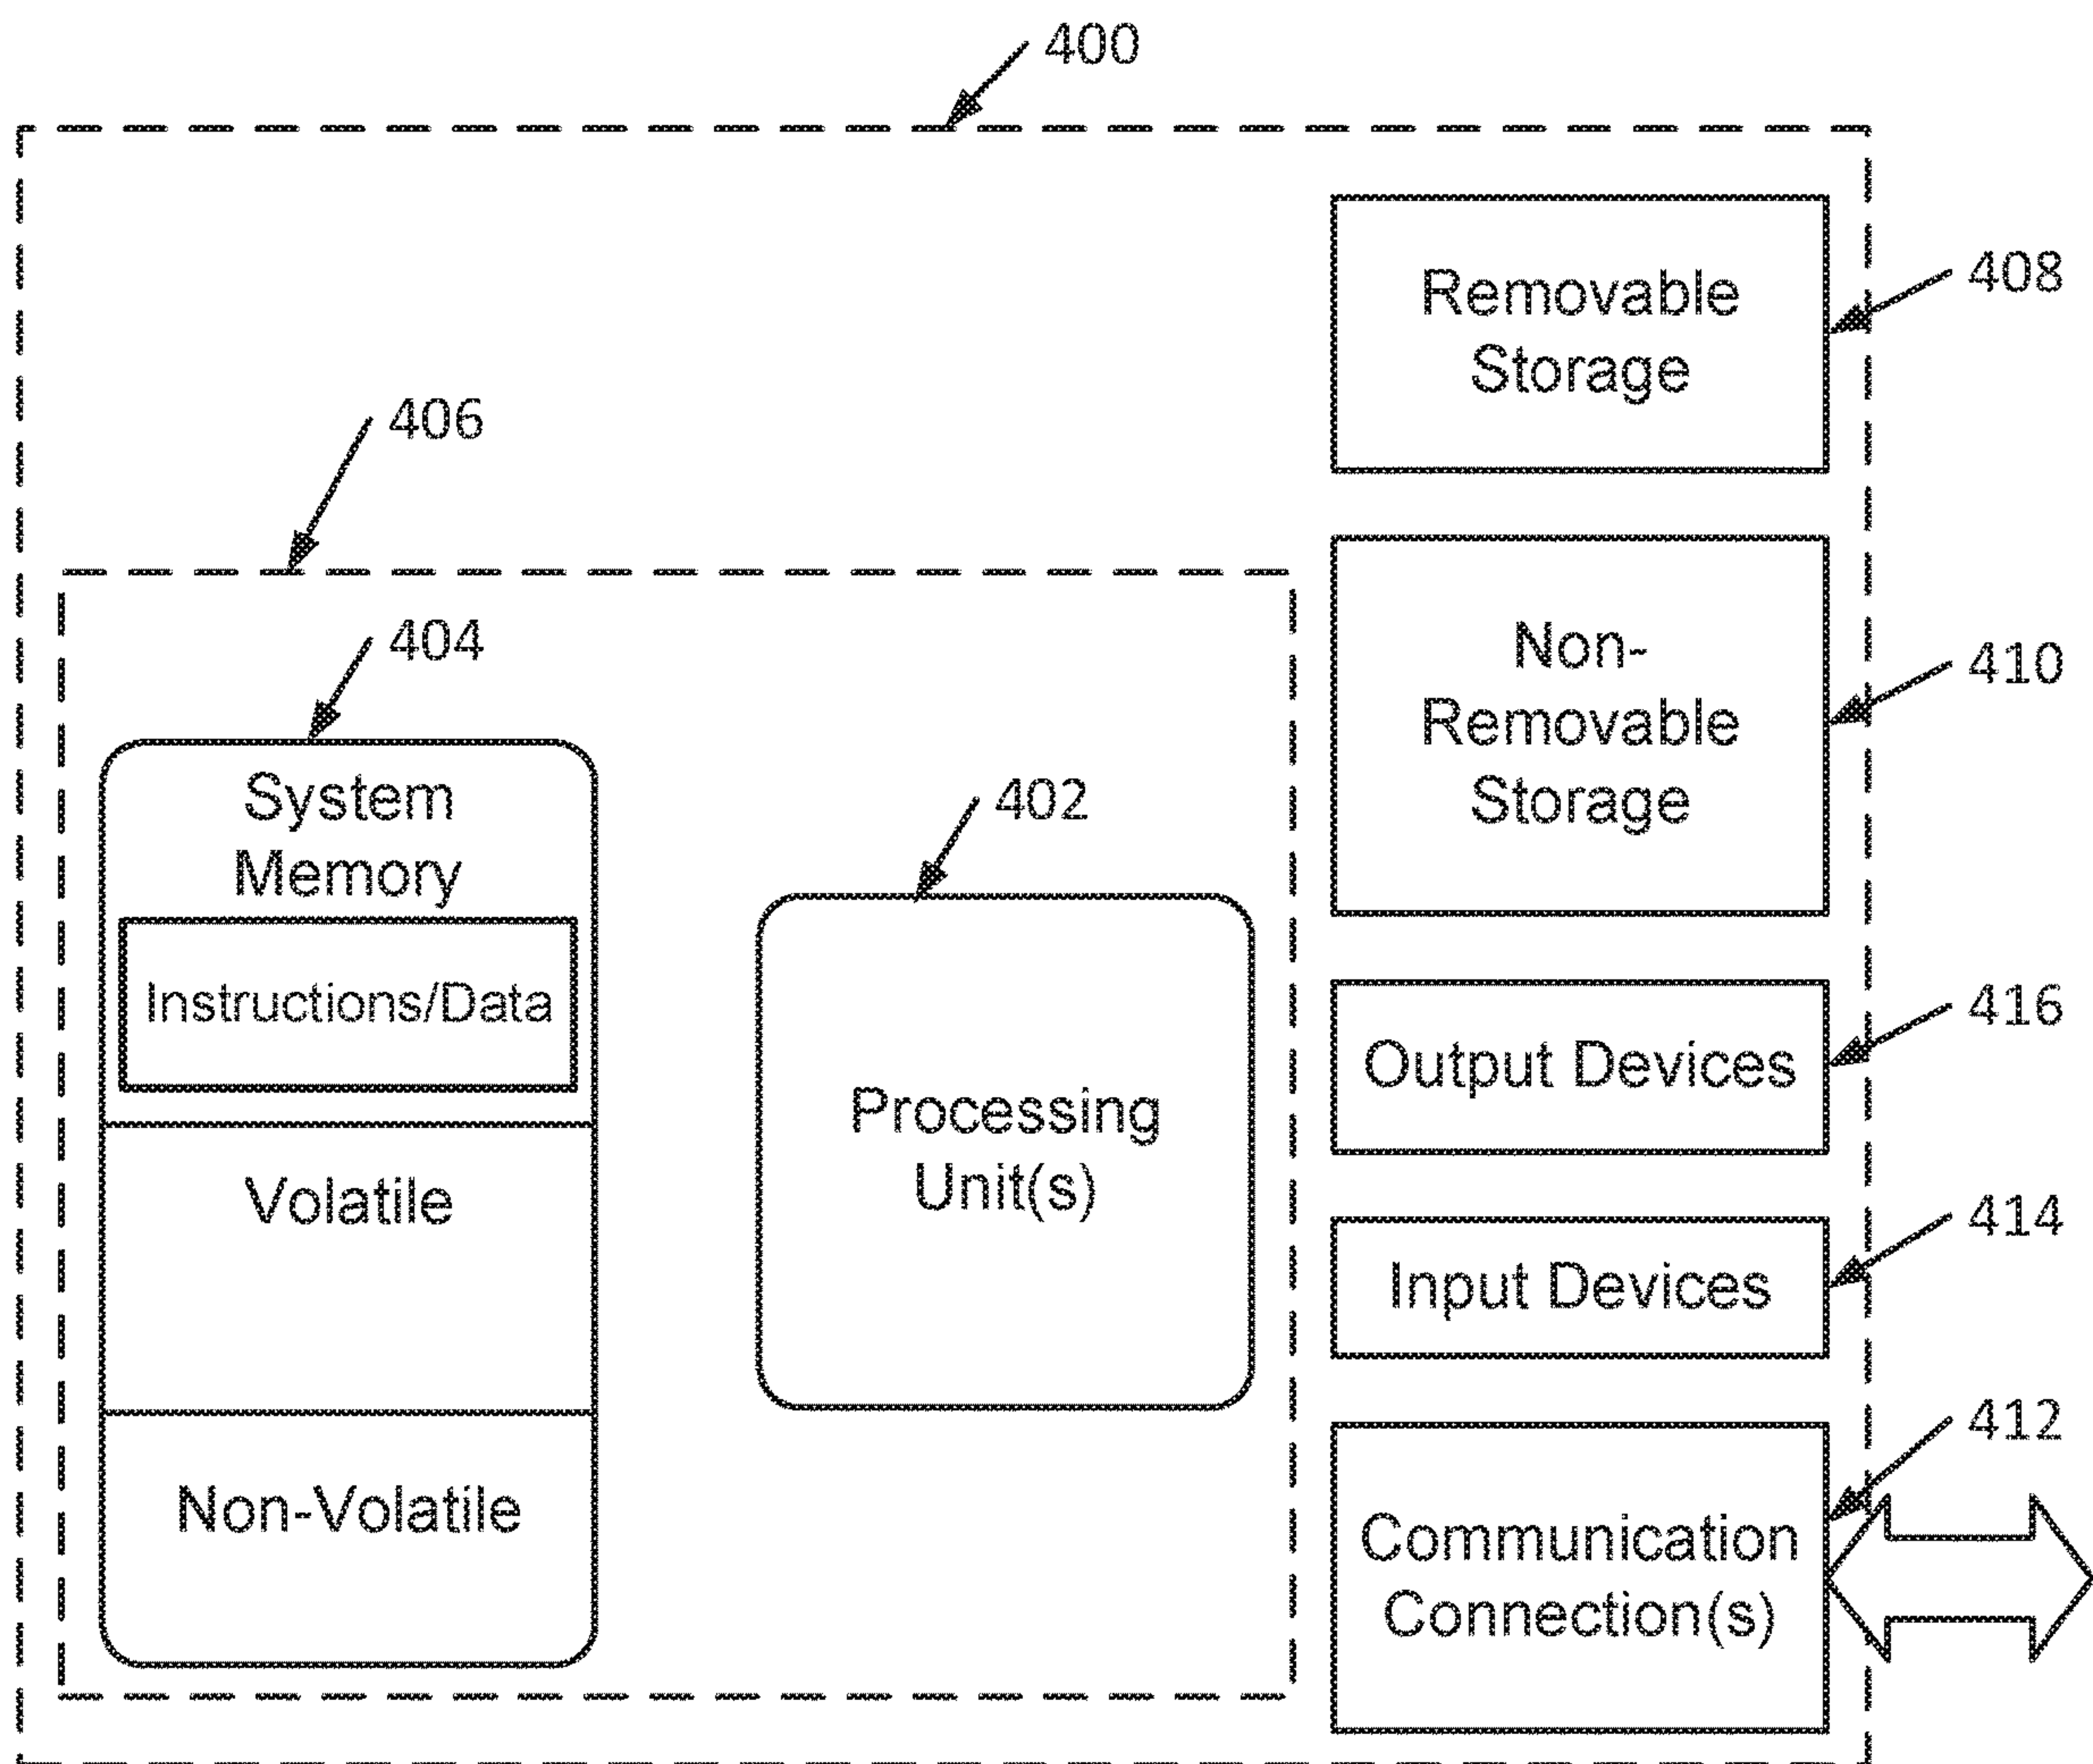 400
Removable
Storage
408
406
Non-
Removable
Storage
410
404
System
Memory
Instructions/Data
Volatile
Non-Volatile
402
Processing
Unit(s)
Output Devices
416
Input Devices
414
Communication
Connection(s)
412